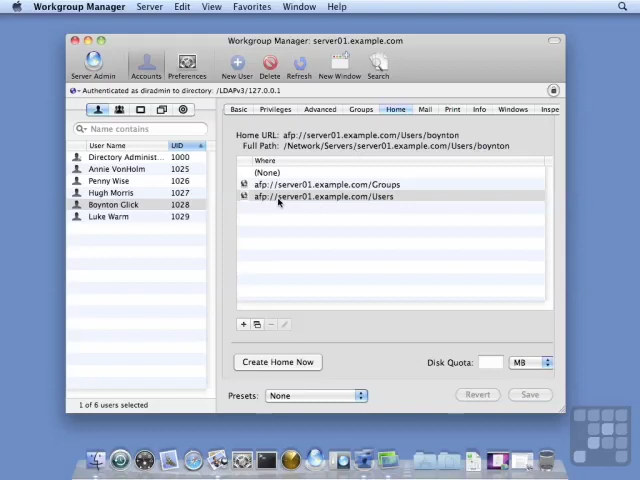 Workgroup Manager Server Edit View Favorites Window Help
Workgroup Manager: server01.example.com
Server Admin Accounts Preferences New User Delete Refresh New Window Search
Authenticated as diradmin to directory: /LDAPv3/127.0.0.1
Basic Privileges Advanced Groups Home Mail Print Info Windows Inspe
Name contains
Home URL: afp://server01.example.com/Users/boynton
Full Path: /Network/Servers/server01.example.com/Users/boynton
User Name UID
Directory Administ... 1000
Annie VonHolm 1025
Penny Wise 1026
Hugh Morris 1027
Boynton Glick 1028
Luke Warm 1029
Where
(None)
afp://server01.example.com/Groups
afp://server01.example.com/Users
Create Home Now Disk Quota: MB
Presets: None Revert Save
1 of 6 users selected